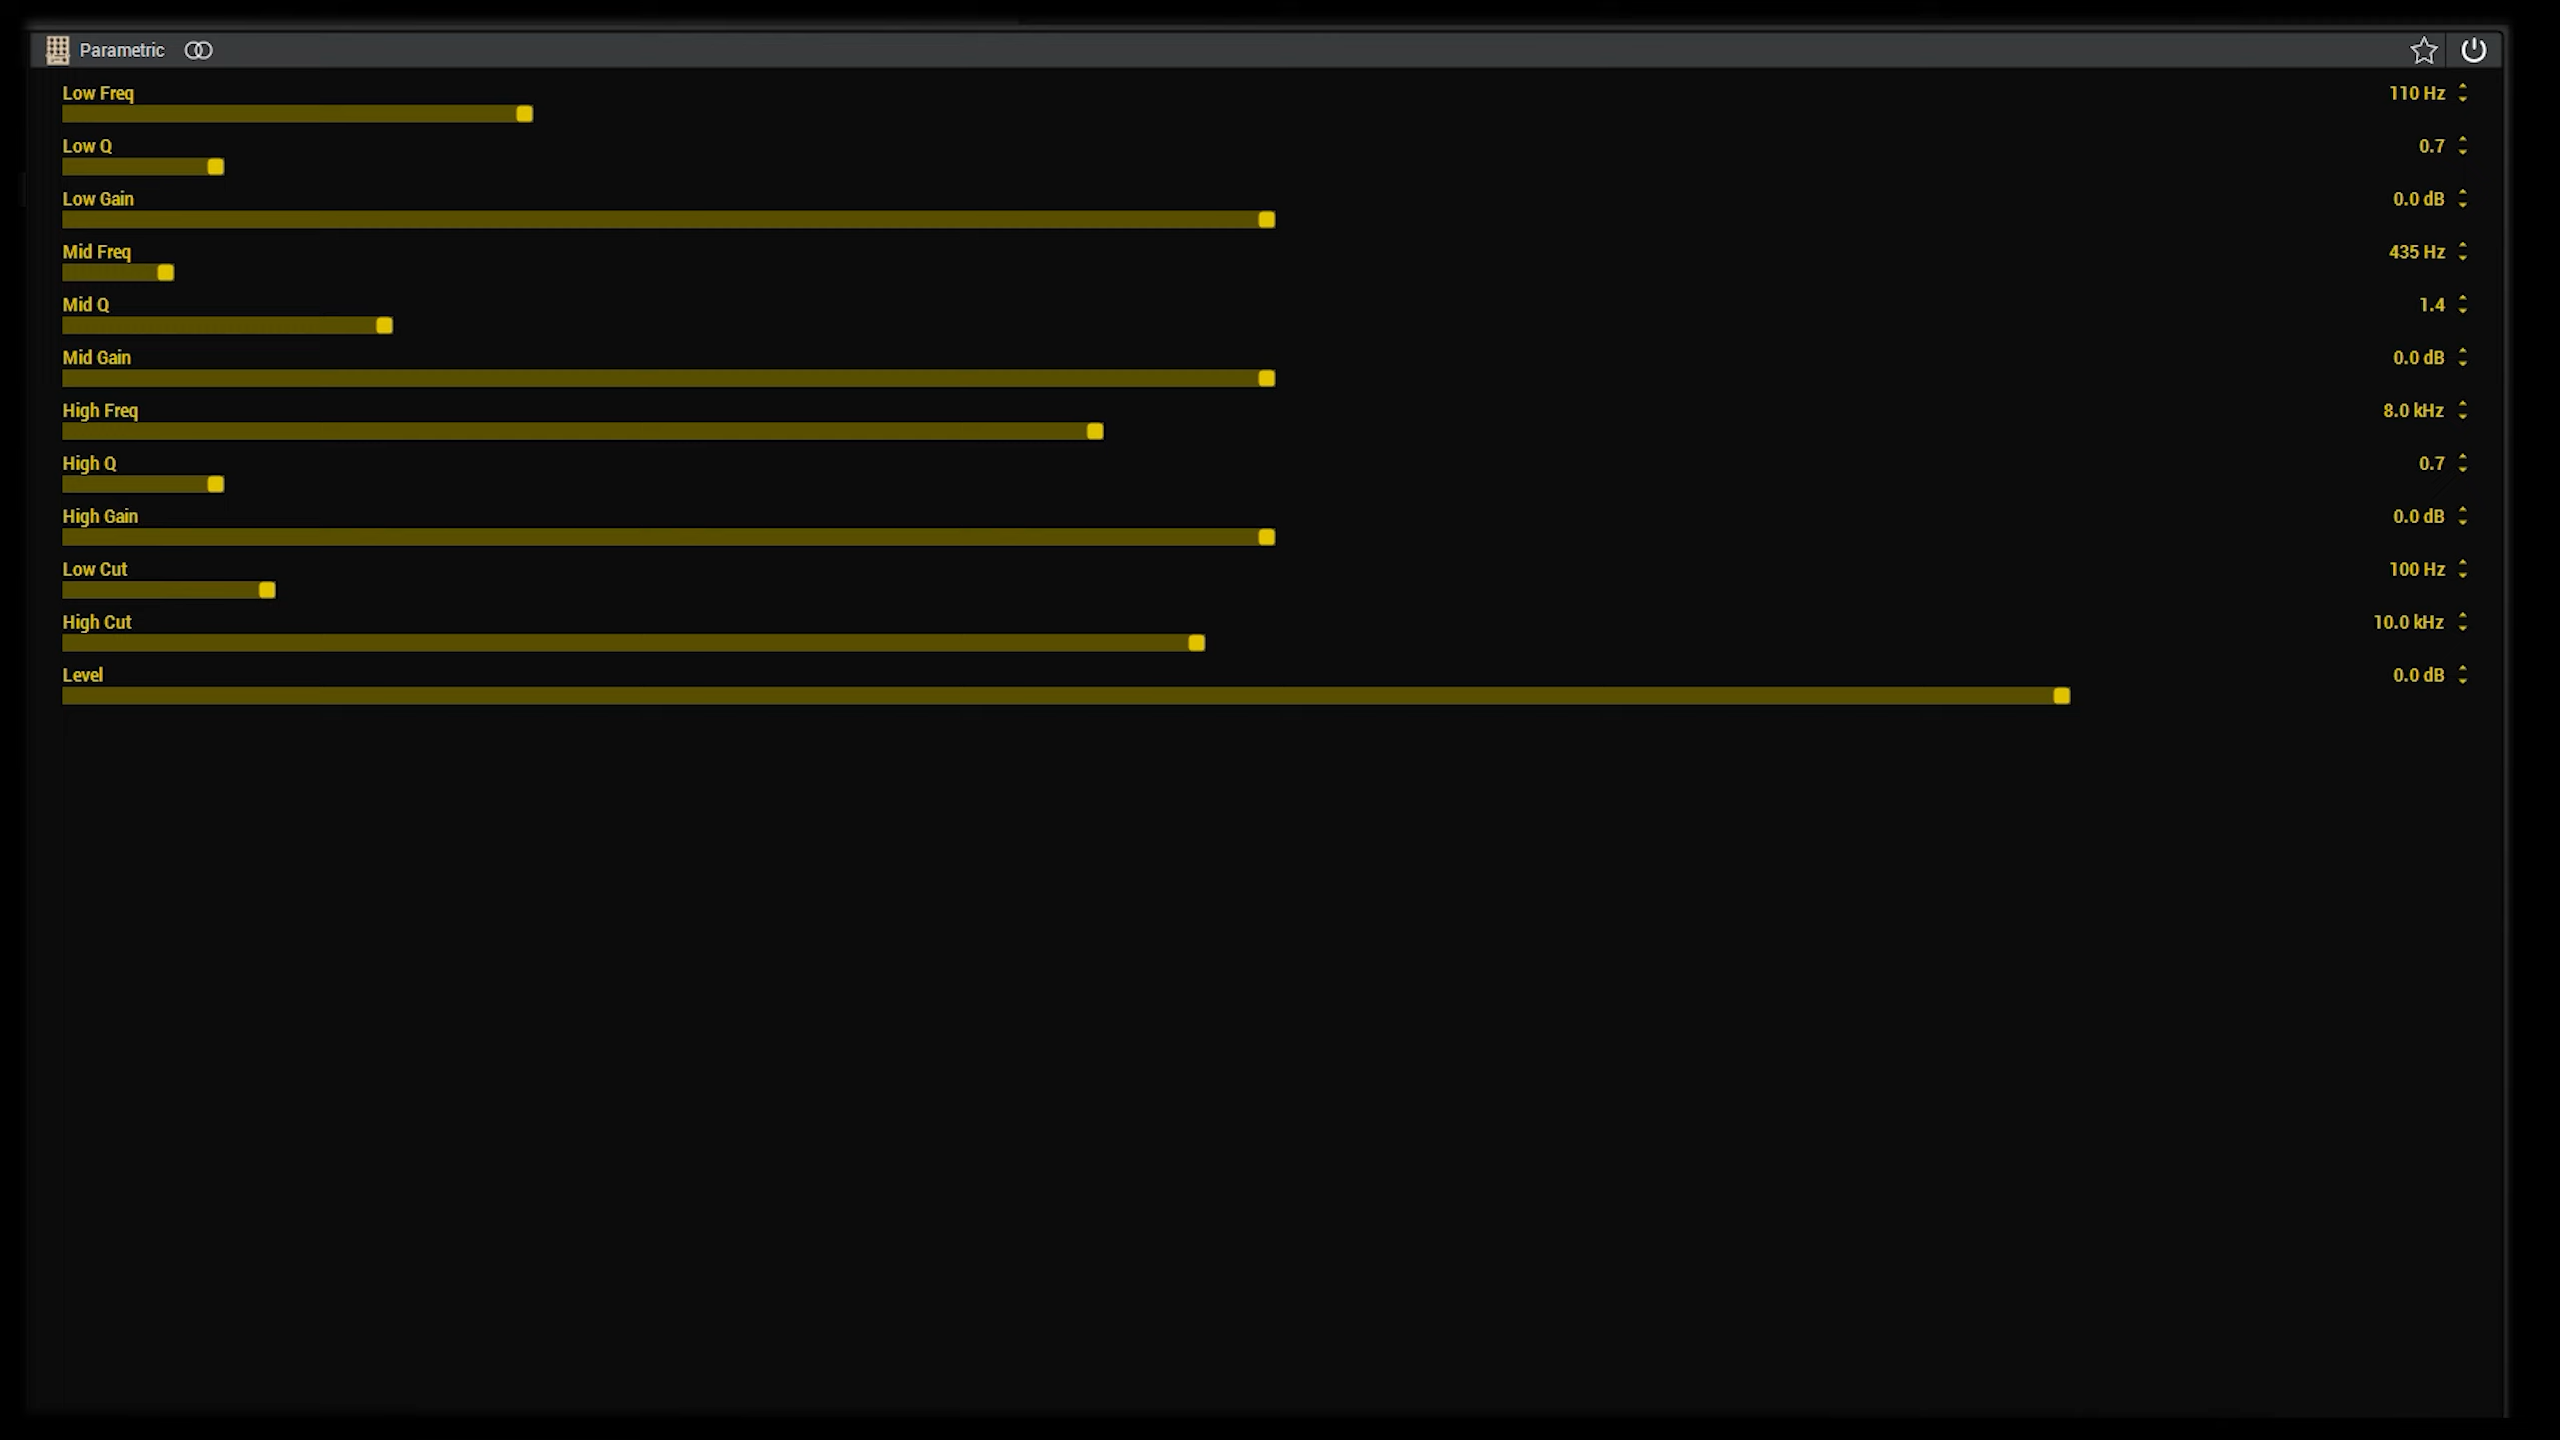 Parametric
Low Freq 110 Hz
Low Q 0.7
Low Gain 0.0 dB
Mid Freq 435 Hz
Mid Q 1.4
Mid Gain 0.0 dB
High Freq 8.0 kHz
High Q 0.7
High Gain 0.0 dB
Low Cut 100 Hz
High Cut 10.0 kHz
Level 0.0 dB